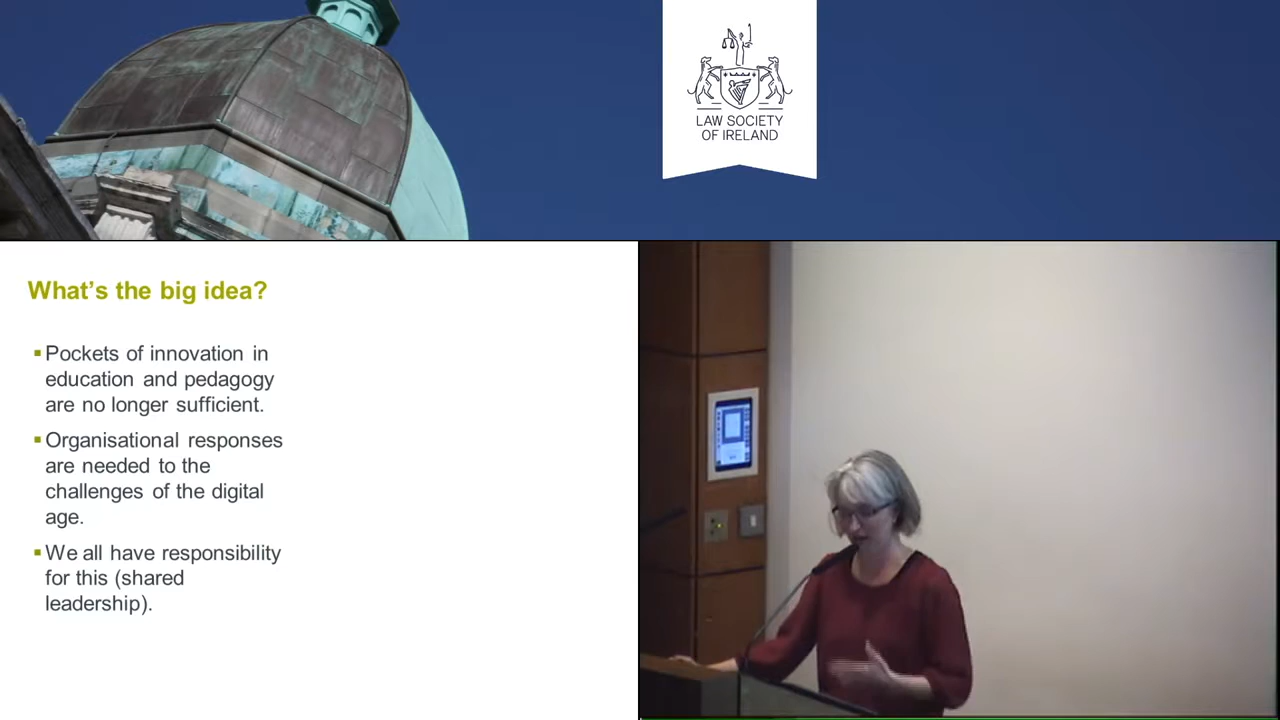 LAW SOCIETY
OF IRELAND
What's the big idea?
▪Pockets of innovation in
education and pedagogy
are no longer sufficient.
▪Organisational responses
are needed to the
challenges of the digital
age.
▪We all have responsibility
for this (shared
leadership).